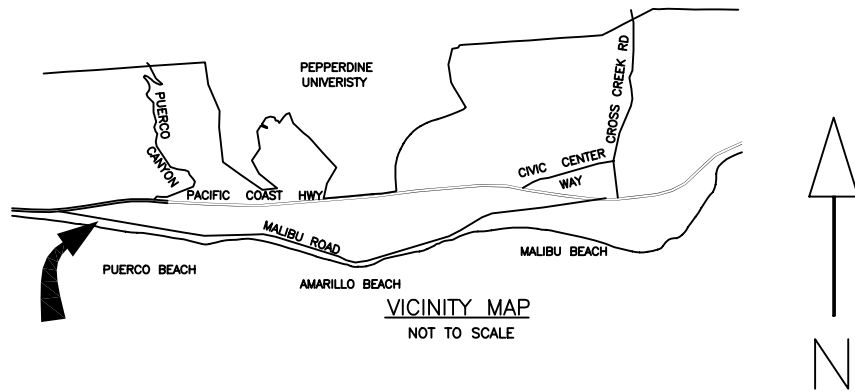 PEPPERDINE
UNIVERISTY
CROSS CREEK RD
PUERCO
CANYON
CIVIC CENTER
WAY
PACIFIC COAST HWY
MALIBU ROAD
MALIBU BEACH
PUERCO BEACH
AMARILLO BEACH
VICINITY MAP
NOT TO SCALE
N